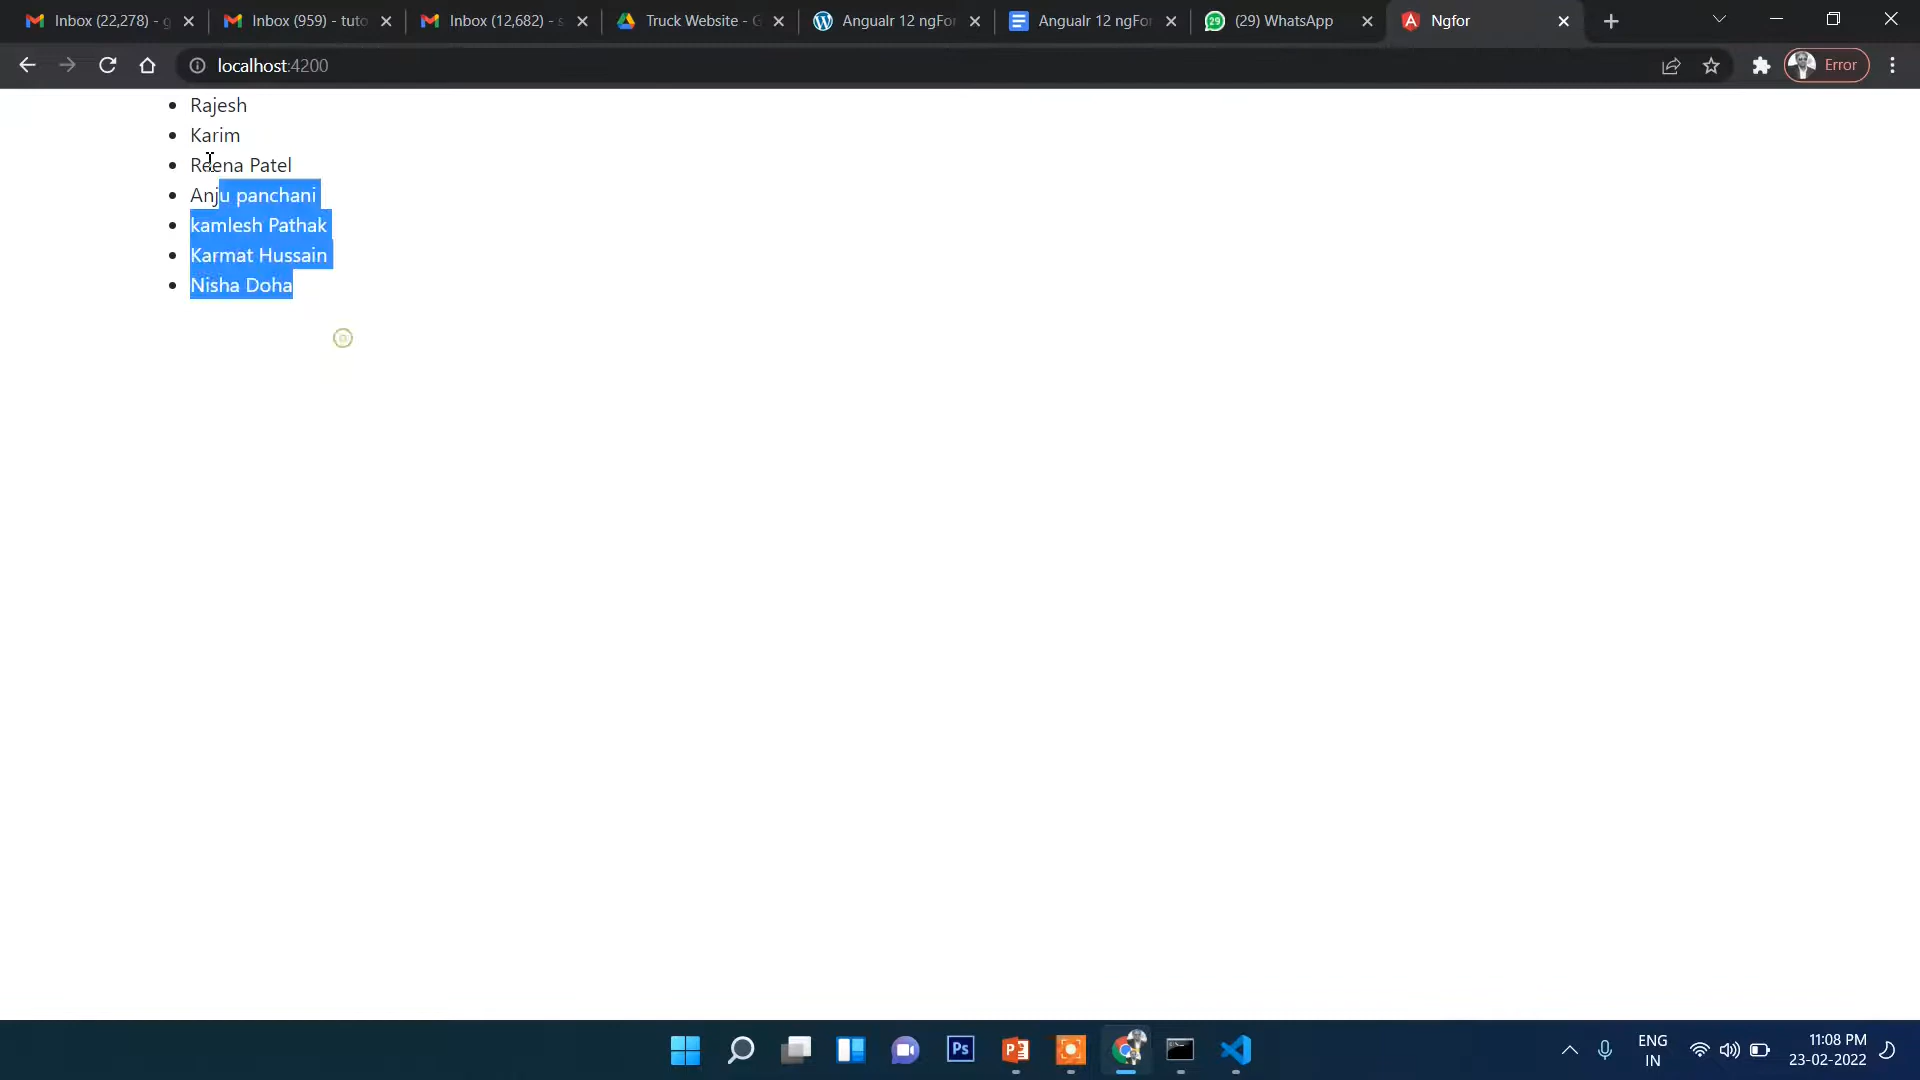 Inbox (22,278) - g
Inbox (959) - tuto
Inbox (12,682) - s
Truck Website - G
Angualr 12 ngFor
Angualr 12 ngFor
(29) WhatsApp
Ngfor
localhost:4200
Error
Rajesh
Karim
Reena Patel
Anju panchani
kamlesh Pathak
Karmat Hussain
Nisha Doha
Ps
ENG
IN
11:08 PM
23-02-2022